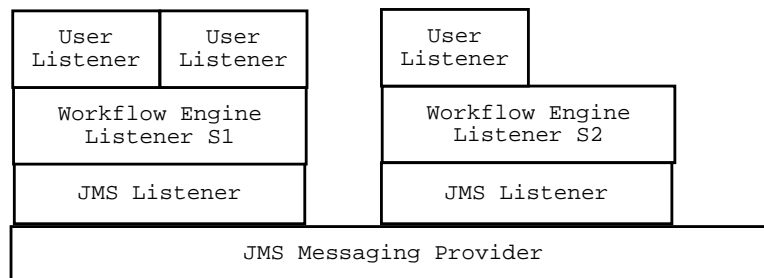 User
Listener
User
Listener
User
Listener
Workflow Engine
Listener S1
Workflow Engine
Listener S2
JMS Listener
JMS Listener
JMS Messaging Provider